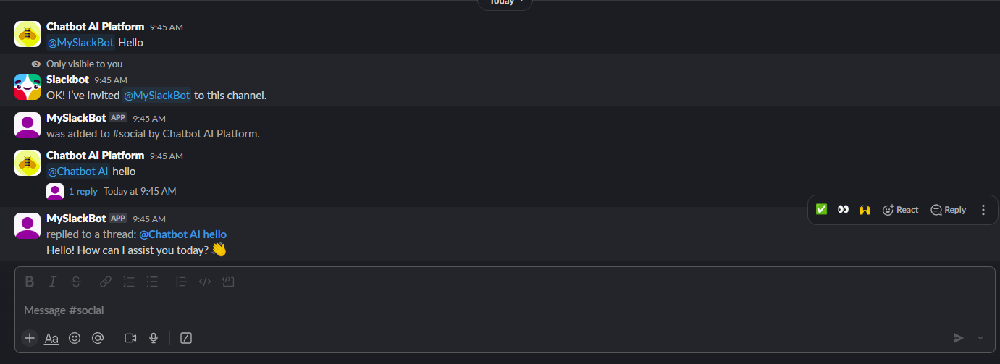 Today
Chatbot AI Platform 9:45 AM
@MySlackBot Hello
Only visible to you
Slackbot 9:45 AM
OK! I've invited @MySlackBot to this channel.
MySlackBot APP 9:45 AM
was added to #social by Chatbot AI Platform.
Chatbot AI Platform 9:45 AM
@Chatbot AI hello
1 reply Today at 9:45 AM
React Reply
MySlackBot APP 9:45 AM
replied to a thread: @Chatbot AI hello
Hello! How can I assist you today? 👋
B I S
Message #social
Aa